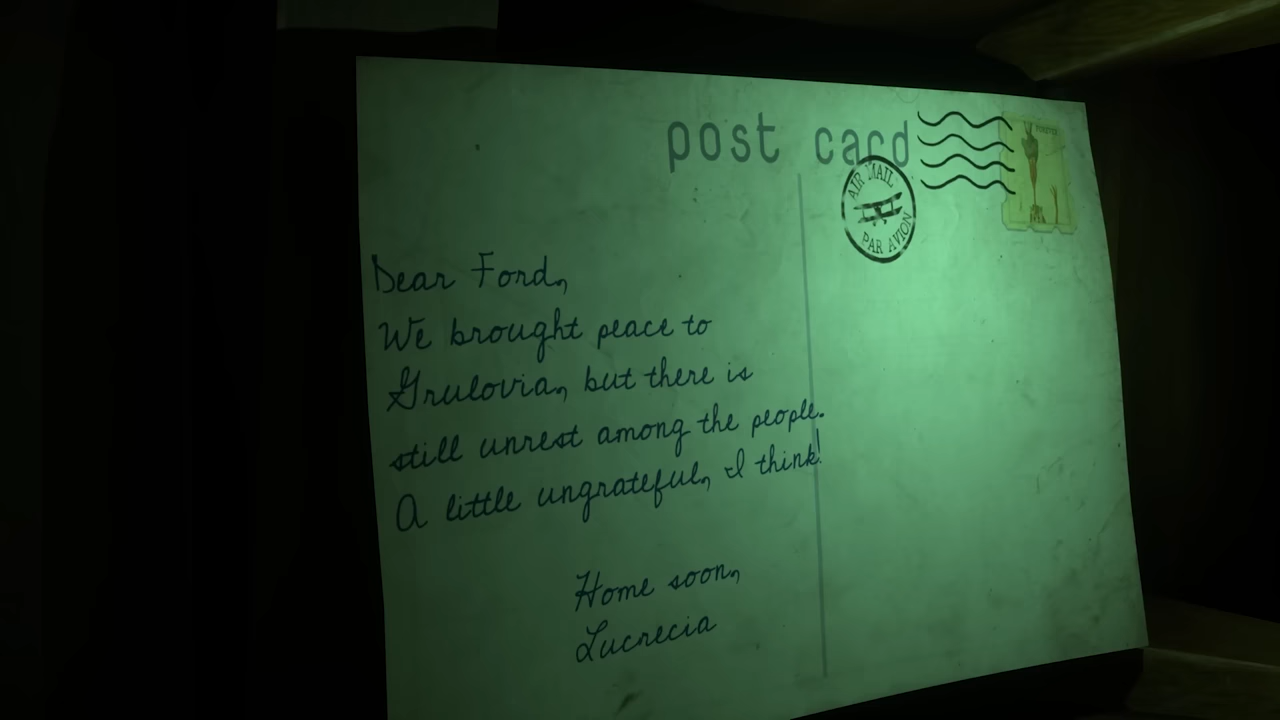 post card
FOREVER
AIR MAIL
PAR AVION
Dear Ford,
We brought peace to
Grulovia, but there is
still unrest among the people.
A little ungrateful, I think!
Home soon,
Lucrecia